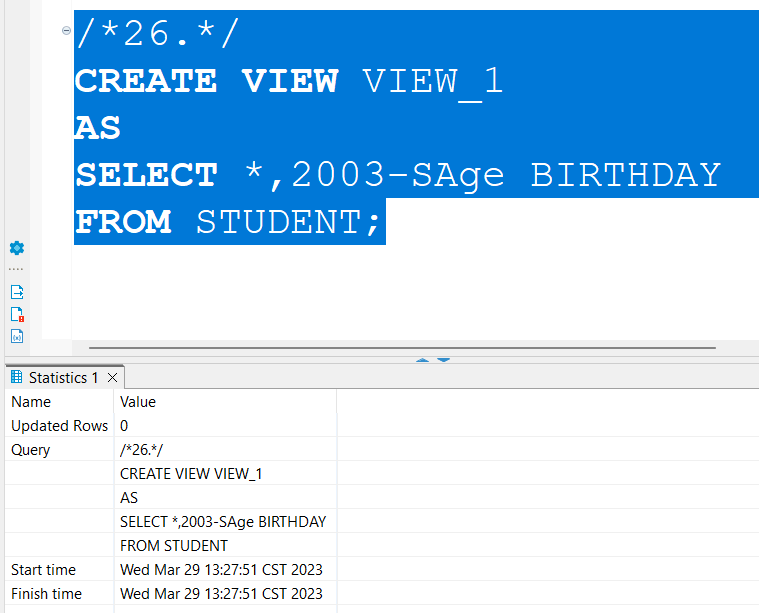 /*26.*/
CREATE VIEW VIEW_1
AS
SELECT *,2003-SAge BIRTHDAY
FROM STUDENT;
Statistics 1
Name Value
Updated Rows 0
Query /*26.*/
CREATE VIEW VIEW_1
AS
SELECT *,2003-SAge BIRTHDAY
FROM STUDENT
Start time Wed Mar 29 13:27:51 CST 2023
Finish time Wed Mar 29 13:27:51 CST 2023